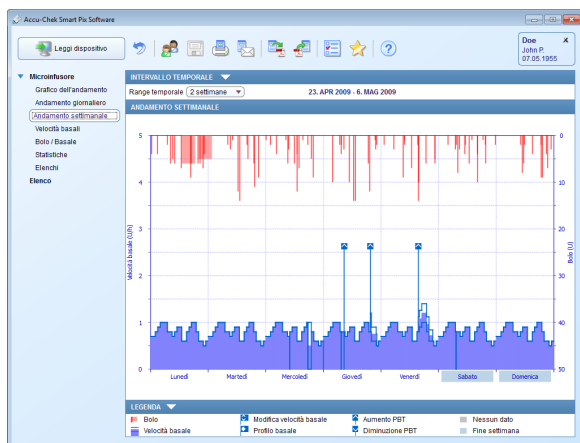 Accu-Chek Smart Pix Software
Leggi dispositivo
Doe
John P.
07.05.1955
Microinfusore
Grafico dell'andamento
Andamento giornaliero
Andamento settimanale
Velocità basali
Bolo / Basale
Statistiche
Elenchi
Elenco
INTERVALLO TEMPORALE
Range temporale 2 settimane 23. APR 2009 - 6. MAG 2009
ANDAMENTO SETTIMANALE
Velocità basale (U/h)
5
4
3
2
1
0
Bolo (U)
0
10
20
30
40
50
Lunedì Martedì Mercoledì Giovedì Venerdì Sabato Domenica
LEGENDA
Bolo Modifica velocità basale Aumento PBT Nessun dato
Velocità basale Profilo basale Diminuzione PBT Fine settimana